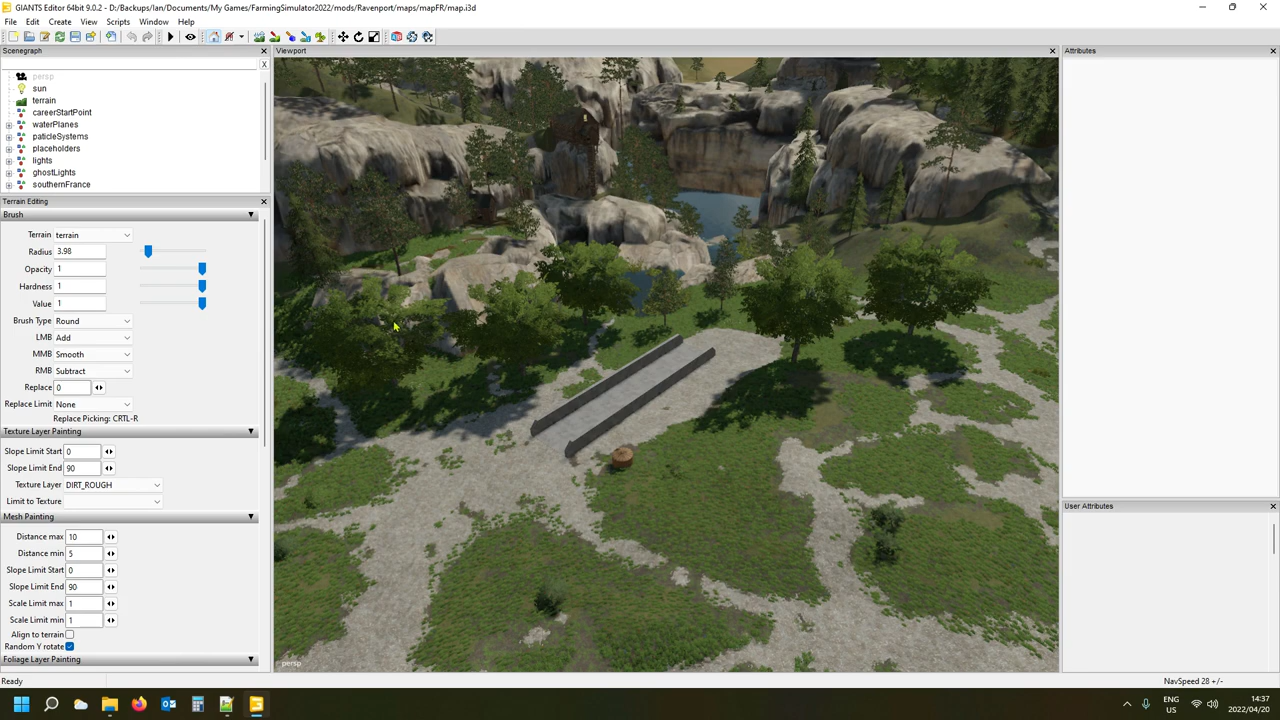 GIANTS Editor 64bit 9.0.2 - D:/Backups/Ian/Documents/My Games/FarmingSimulator2022/mods/Ravenport/maps/mapFR/map.i3d
File Edit Create View Scripts Window Help
Scenegraph
Viewport
Attributes
persp
sun
terrain
careerStartPoint
waterPlanes
paticleSystems
placeholders
lights
ghostLights
southernFrance
Terrain Editing
Brush
Terrain terrain
Radius 3.98
Opacity 1
Hardness 1
Value 1
Brush Type Round
LMB Add
MMB Smooth
RMB Subtract
Replace 0
Replace Limit None
Replace Picking: CRTL-R
Texture Layer Painting
Slope Limit Start 0
Slope Limit End 90
Texture Layer DIRT_ROUGH
Limit to Texture
Mesh Painting
Distance max 10
Distance min 5
Slope Limit Start 0
Slope Limit End 90
Scale Limit max 1
Scale Limit min 1
Align to terrain
Random Y rotate
Foliage Layer Painting
persp
User Attributes
Ready
NavSpeed 28 +/-
ENG
US
14:37
2022/04/20